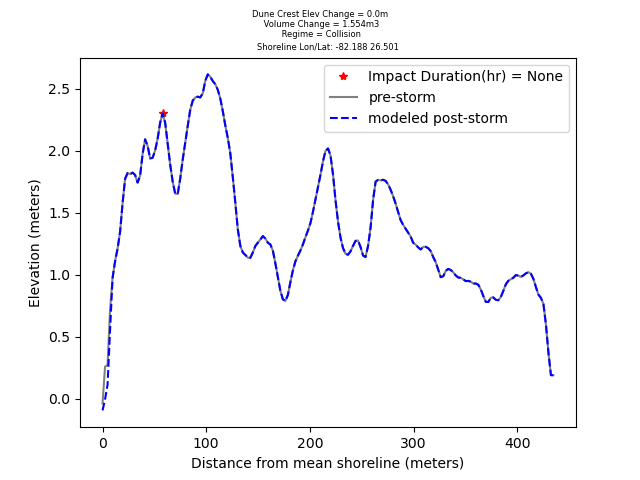 Dune Crest Elev Change = 0.0m
Volume Change = 1.554m3
Regime = Collision
Shoreline Lon/Lat: -82.188 26.501
Impact Duration(hr) = None
pre-storm
modeled post-storm
Elevation (meters)
2.5
2.0
1.5
1.0
0.5
0.0
0 100 200 300 400
Distance from mean shoreline (meters)